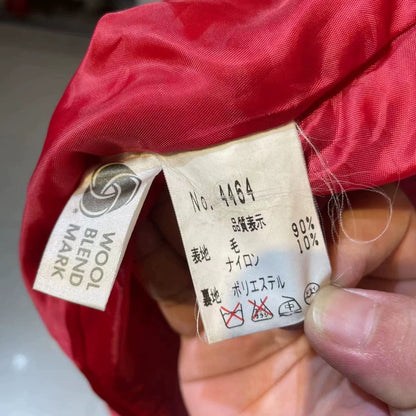 WOOL
BLEND
MARK
No. 4464
品質表示
表地 毛 90%
ナイロン 10%
裏地 ポリエステル
中